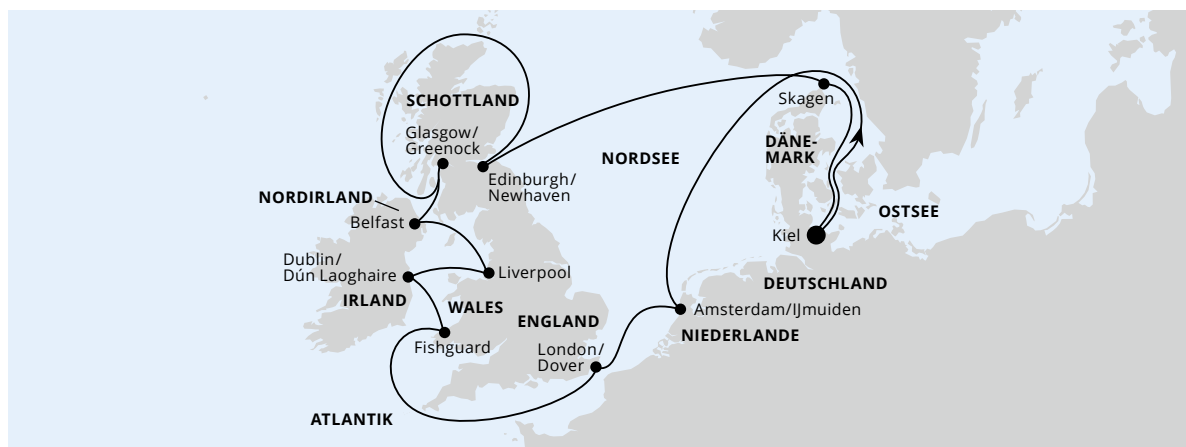 SCHOTTLAND
Glasgow/
Greenock
Edinburgh/
Newhaven
NORDIRLAND
Belfast
Dublin/
Dún Laoghaire
IRLAND
Liverpool
WALES
Fishguard
ENGLAND
London/
Dover
ATLANTIK
NORDSEE
Skagen
DÄNE-
MARK
OSTSEE
Kiel
DEUTSCHLAND
Amsterdam/IJmuiden
NIEDERLANDE